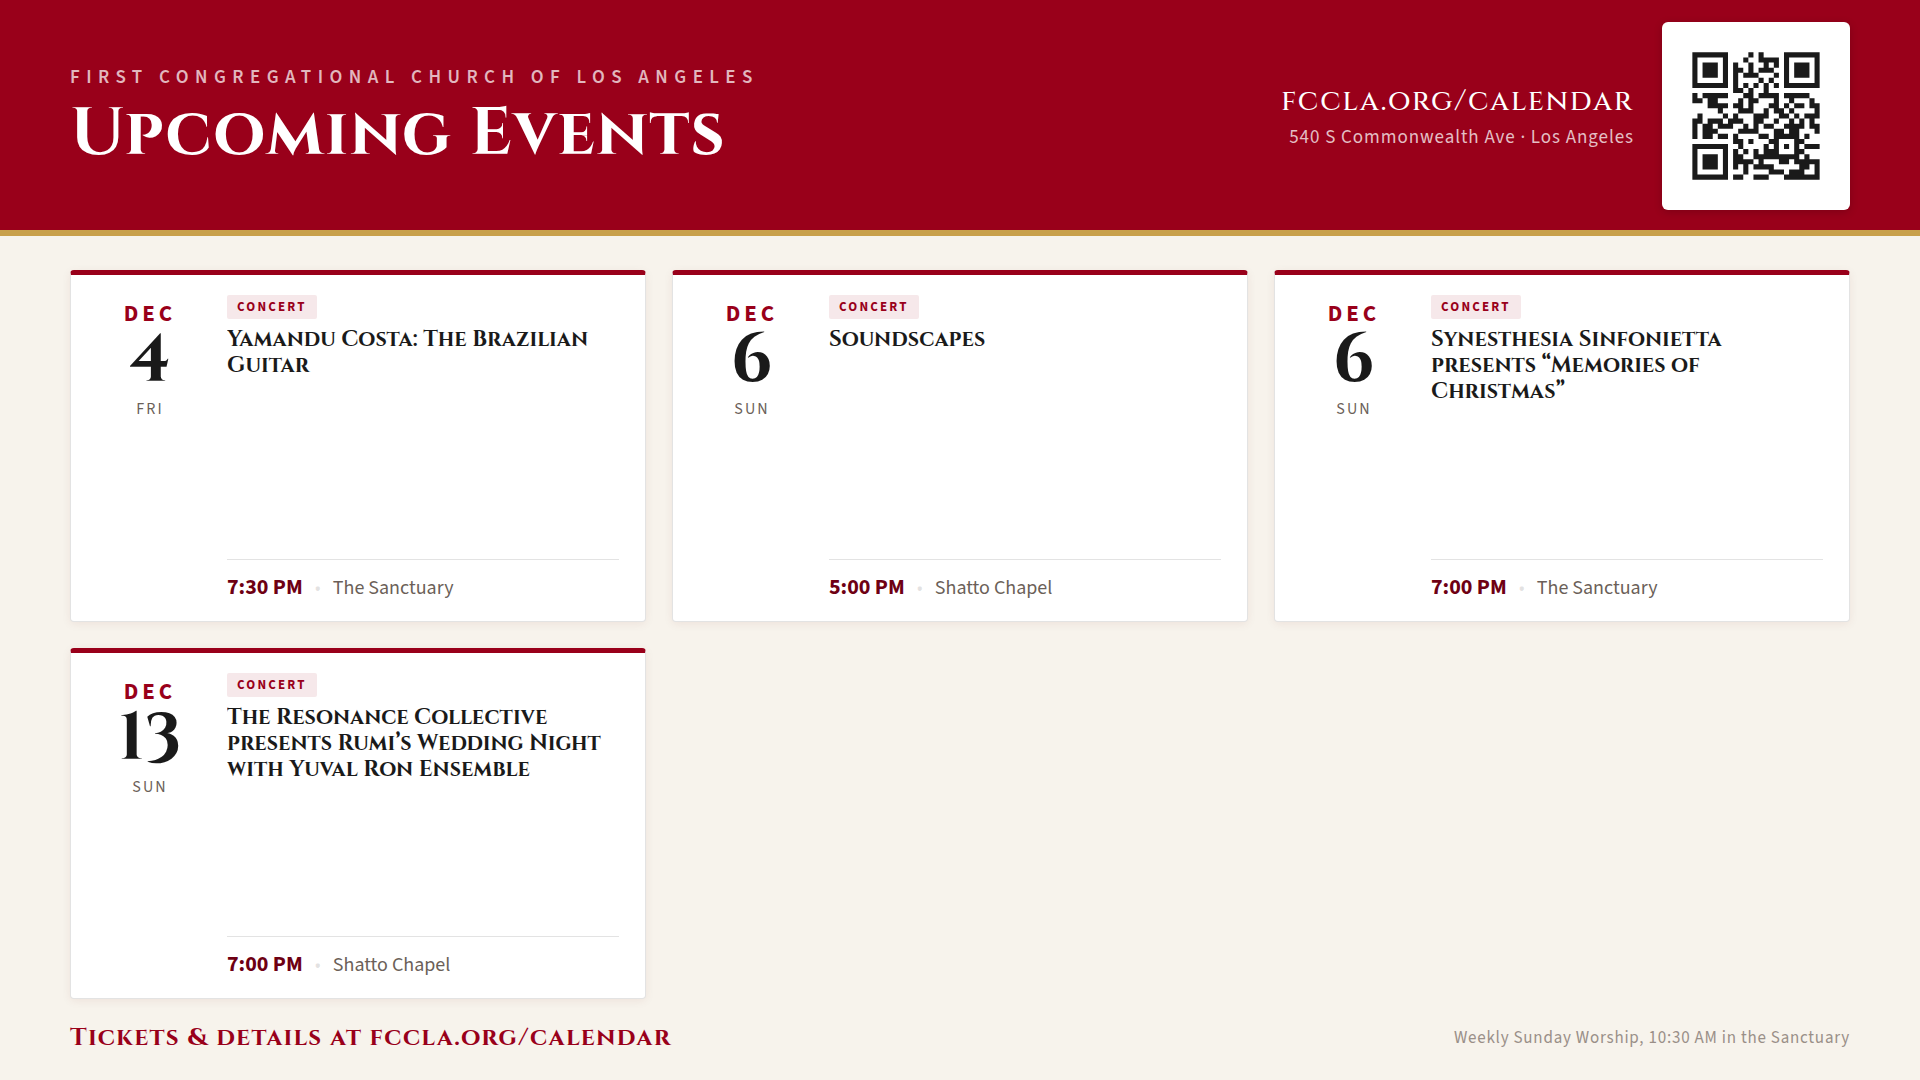 FIRST CONGREGATIONAL CHURCH OF LOS ANGELES
Upcoming Events
FCCLA.ORG/CALENDAR
540 S Commonwealth Ave · Los Angeles
DEC
4
FRI
CONCERT
Yamandu Costa: The Brazilian
Guitar
7:30 PM • The Sanctuary
DEC
6
SUN
CONCERT
Soundscapes
5:00 PM • Shatto Chapel
DEC
6
SUN
CONCERT
Synesthesia Sinfonietta
presents “Memories of
Christmas”
7:00 PM • The Sanctuary
DEC
13
SUN
CONCERT
The Resonance Collective
presents Rumi’s Wedding Night
with Yuval Ron Ensemble
7:00 PM • Shatto Chapel
Tickets & details at fccla.org/calendar
Weekly Sunday Worship, 10:30 AM in the Sanctuary